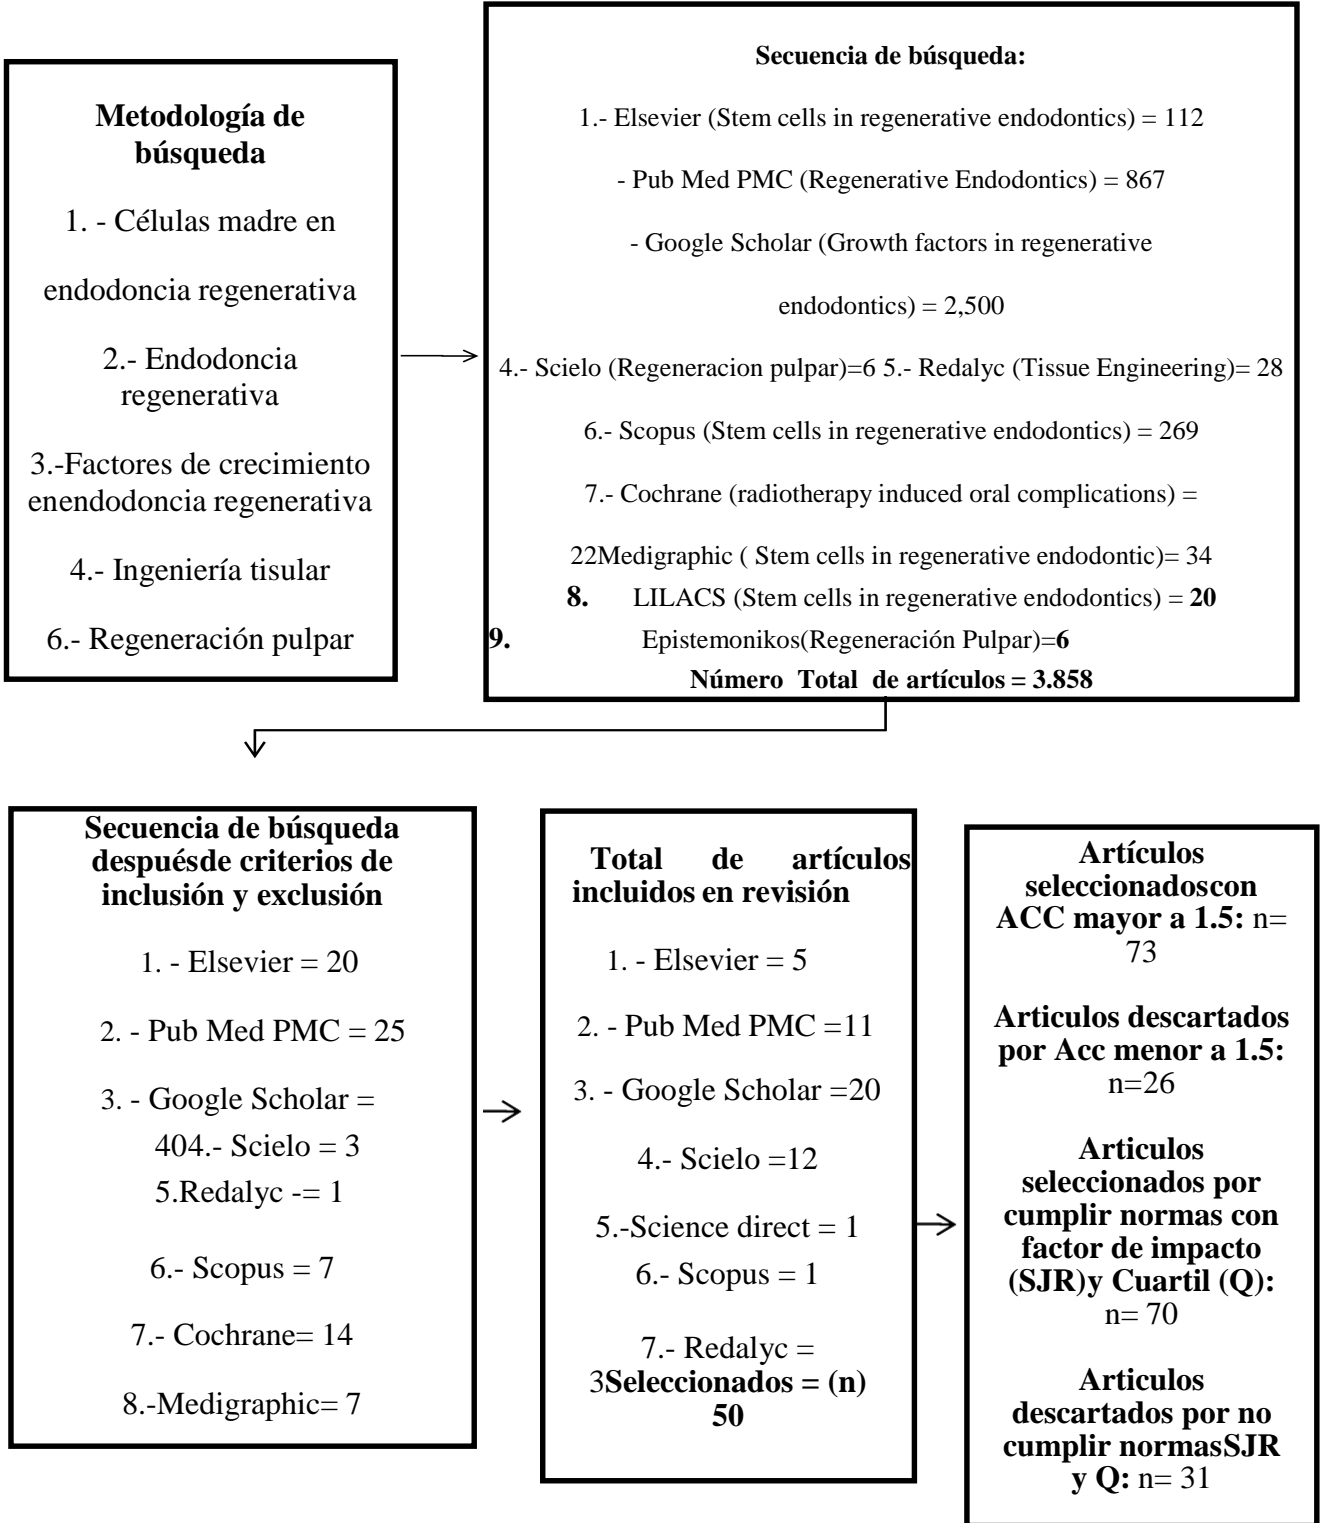 Metodología de
búsqueda
1. - Células madre en
endodoncia regenerativa
2.- Endodoncia
regenerativa
3.-Factores de crecimiento
enendodoncia regenerativa
4.- Ingeniería tisular
6.- Regeneración pulpar
Secuencia de búsqueda:
1.- Elsevier (Stem cells in regenerative endodontics) = 112
- Pub Med PMC (Regenerative Endodontics) = 867
- Google Scholar (Growth factors in regenerative
endodontics) = 2,500
4.- Scielo (Regeneracion pulpar)=6 5.- Redalyc (Tissue Engineering)= 28
6.- Scopus (Stem cells in regenerative endodontics) = 269
7.- Cochrane (radiotherapy induced oral complications) =
22Medigraphic ( Stem cells in regenerative endodontic)= 34
8. LILACS (Stem cells in regenerative endodontics) = 20
9. Epistemonikos(Regeneración Pulpar)=6
Número Total de artículos = 3.858
Secuencia de búsqueda
despuésde criterios de
inclusión y exclusión
1. - Elsevier = 20
2. - Pub Med PMC = 25
3. - Google Scholar =
404.- Scielo = 3
5.Redalyc -= 1
6.- Scopus = 7
7.- Cochrane= 14
8.-Medigraphic= 7
Total de artículos
incluidos en revisión
1. - Elsevier = 5
2. - Pub Med PMC =11
3. - Google Scholar =20
4.- Scielo =12
5.-Science direct = 1
6.- Scopus = 1
7.- Redalyc =
3Seleccionados = (n)
50
Artículos
seleccionadoscon
ACC mayor a 1.5: n=
73
Articulos descartados
por Acc menor a 1.5:
n=26
Articulos
seleccionados por
cumplir normas con
factor de impacto
(SJR)y Cuartil (Q):
n= 70
Articulos
descartados por no
cumplir normasSJR
y Q: n= 31